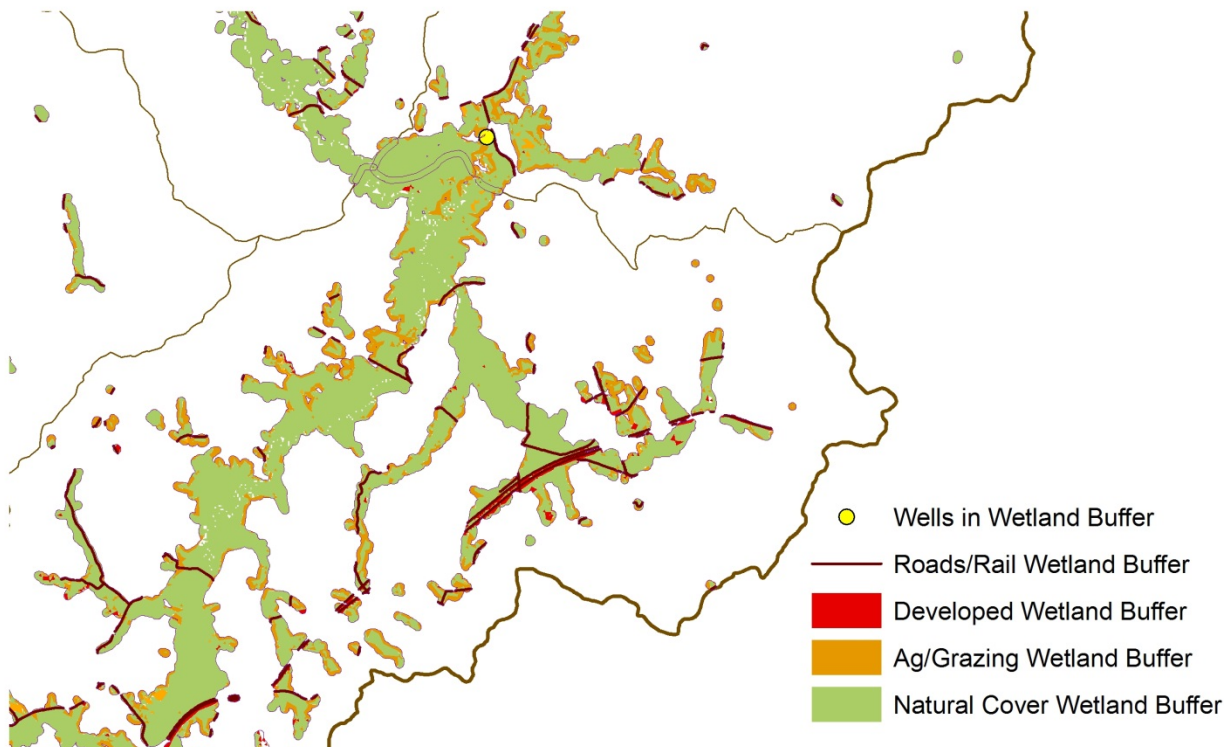 Wells in Wetland Buffer
Roads/Rail Wetland Buffer
Developed Wetland Buffer
Ag/Grazing Wetland Buffer
Natural Cover Wetland Buffer